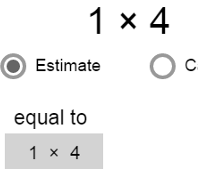 1 × 4
Estimate
equal to
1 × 4